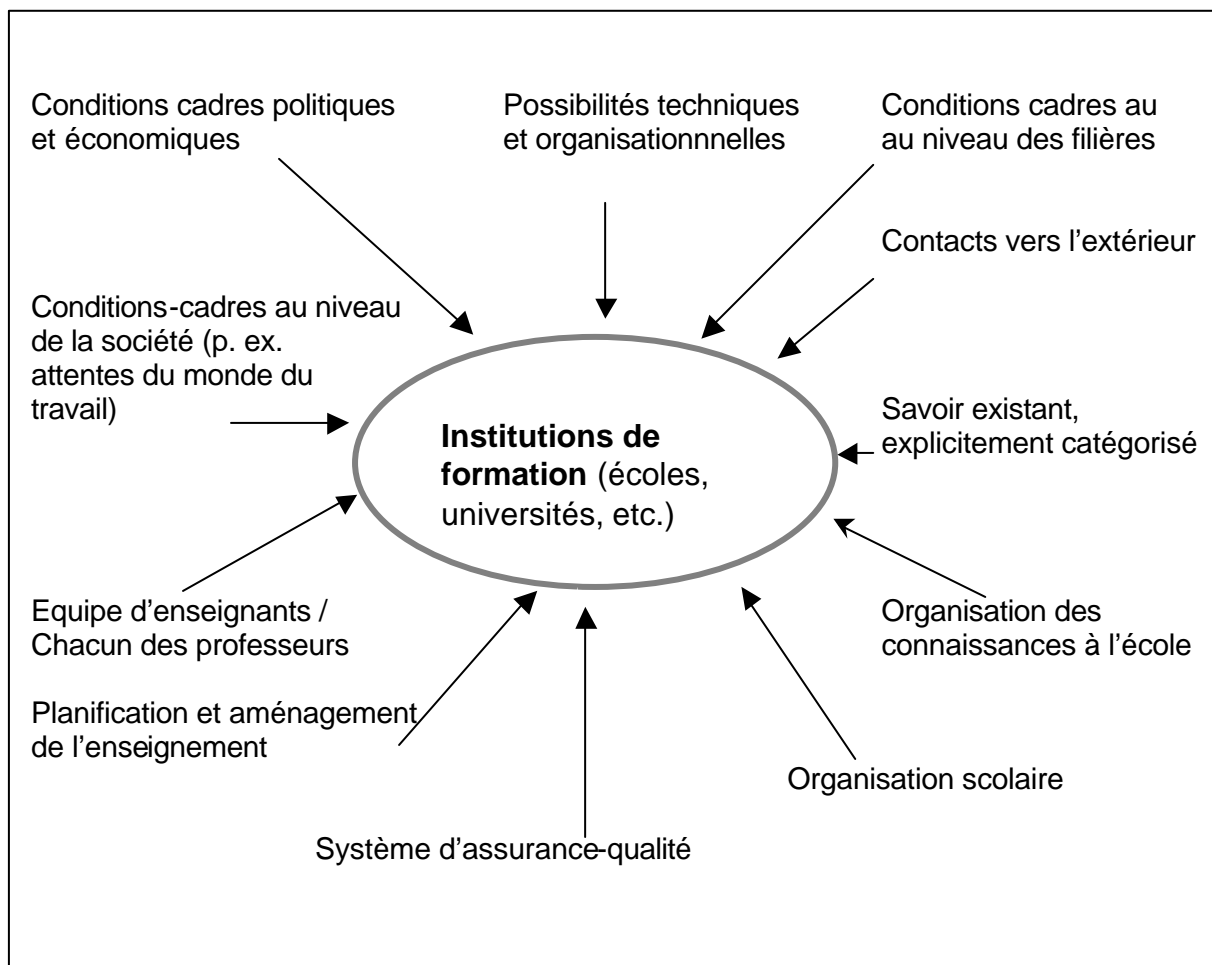 Conditions cadres politiques
et économiques
Possibilités techniques
et organisationnnelles
Conditions cadres au
au niveau des filières
Contacts vers l’extérieur
Conditions-cadres au niveau
de la société (p. ex.
attentes du monde du
travail)
Institutions de
formation (écoles,
universités, etc.)
Savoir existant,
explicitement catégorisé
Equipe d’enseignants /
Chacun des professeurs
Organisation des
connaissances à l’école
Planification et aménagement
de l’enseignement
Organisation scolaire
Système d’assurance-qualité